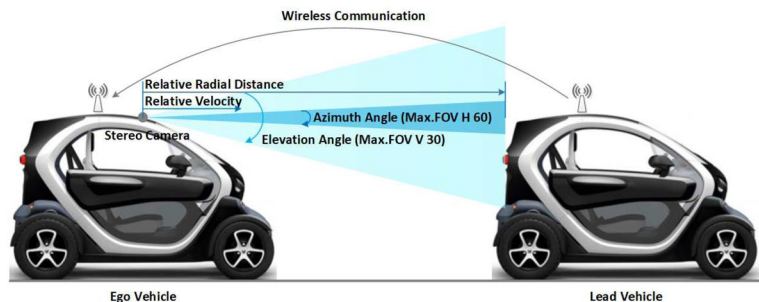 Wireless Communication
Relative Radial Distance
Relative Velocity
Azimuth Angle (Max.FOV H 60)
Stereo Camera
Elevation Angle (Max.FOV V 30)
Ego Vehicle
Lead Vehicle